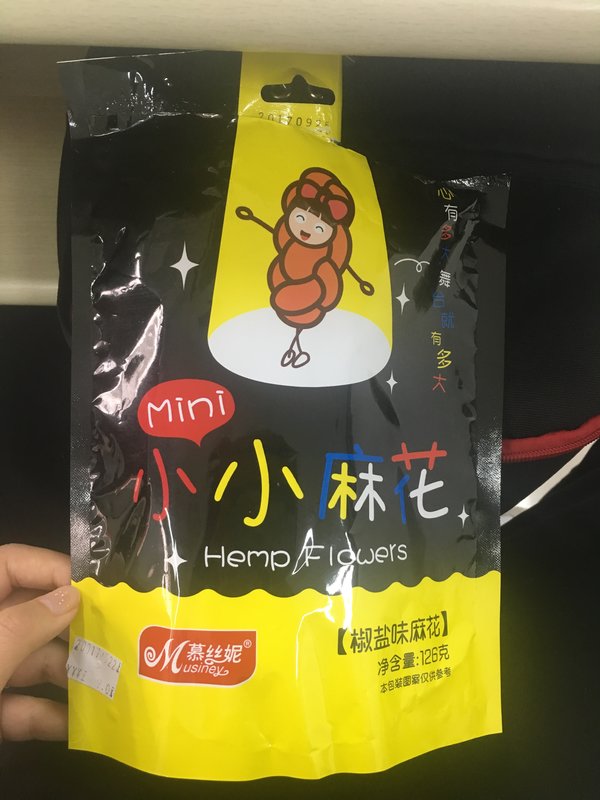 心有多大舞台就有多大
Mini
小小麻花
Hemp Flowers
慕丝妮®
Musiney
【椒盐味麻花】
净含量:126克
本包装图案仅供参考